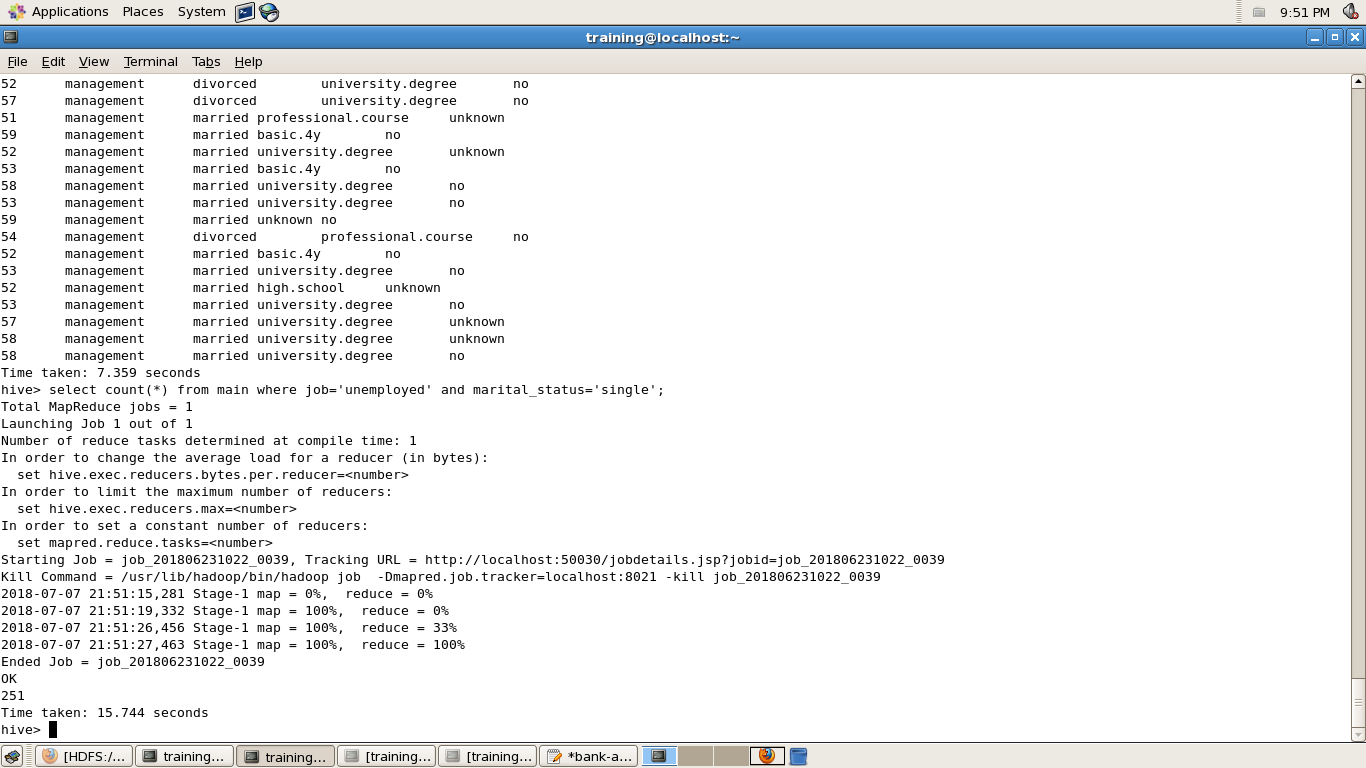 Applications Places System 9:51 PM
training@localhost:~
File Edit View Terminal Tabs Help
52 management divorced university.degree no
57 management divorced university.degree no
51 management married professional.course unknown
59 management married basic.4y no
52 management married university.degree unknown
53 management married basic.4y no
58 management married university.degree no
53 management married university.degree no
59 management married unknown no
54 management divorced professional.course no
52 management married basic.4y no
53 management married university.degree no
52 management married high.school unknown
53 management married university.degree no
57 management married university.degree unknown
58 management married university.degree unknown
58 management married university.degree no
Time taken: 7.359 seconds
hive> select count(*) from main where job='unemployed' and marital_status='single';
Total MapReduce jobs = 1
Launching Job 1 out of 1
Number of reduce tasks determined at compile time: 1
In order to change the average load for a reducer (in bytes):
  set hive.exec.reducers.bytes.per.reducer=<number>
In order to limit the maximum number of reducers:
  set hive.exec.reducers.max=<number>
In order to set a constant number of reducers:
  set mapred.reduce.tasks=<number>
Starting Job = job_201806231022_0039, Tracking URL = http://localhost:50030/jobdetails.jsp?jobid=job_201806231022_0039
Kill Command = /usr/lib/hadoop/bin/hadoop job  -Dmapred.job.tracker=localhost:8021 -kill job_201806231022_0039
2018-07-07 21:51:15,281 Stage-1 map = 0%,  reduce = 0%
2018-07-07 21:51:19,332 Stage-1 map = 100%,  reduce = 0%
2018-07-07 21:51:26,456 Stage-1 map = 100%,  reduce = 33%
2018-07-07 21:51:27,463 Stage-1 map = 100%,  reduce = 100%
Ended Job = job_201806231022_0039
OK
251
Time taken: 15.744 seconds
hive>
[HDFS:/... training... training... [training... [training... *bank-a...